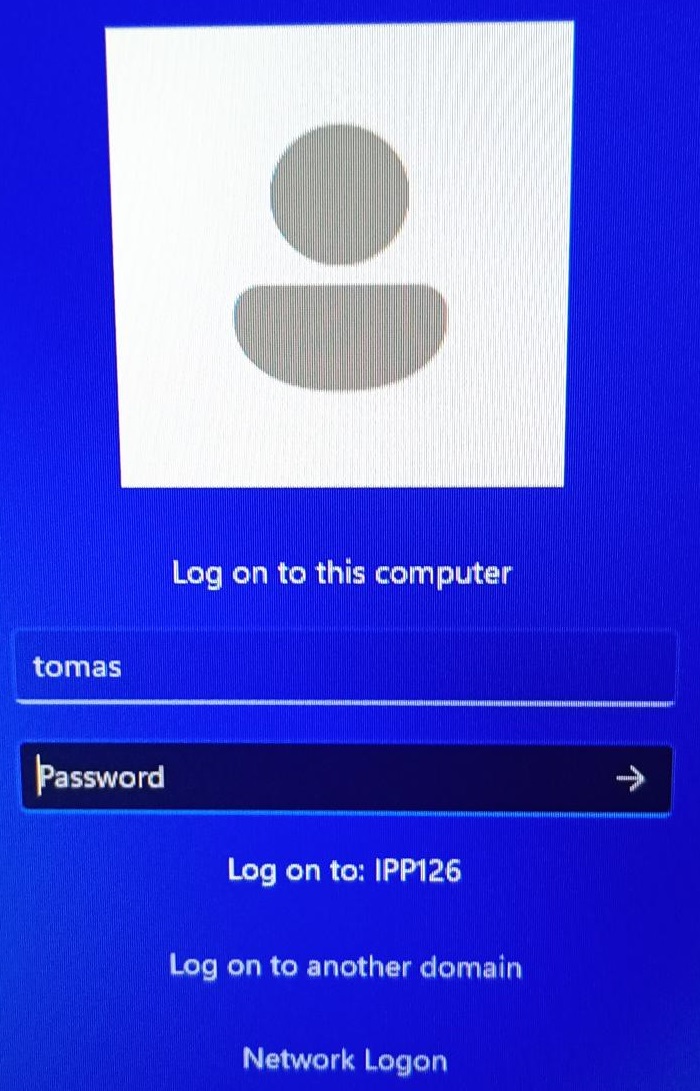 Log on to this computer
tomas
Password
Log on to: IPP126
Log on to another domain
Network Logon